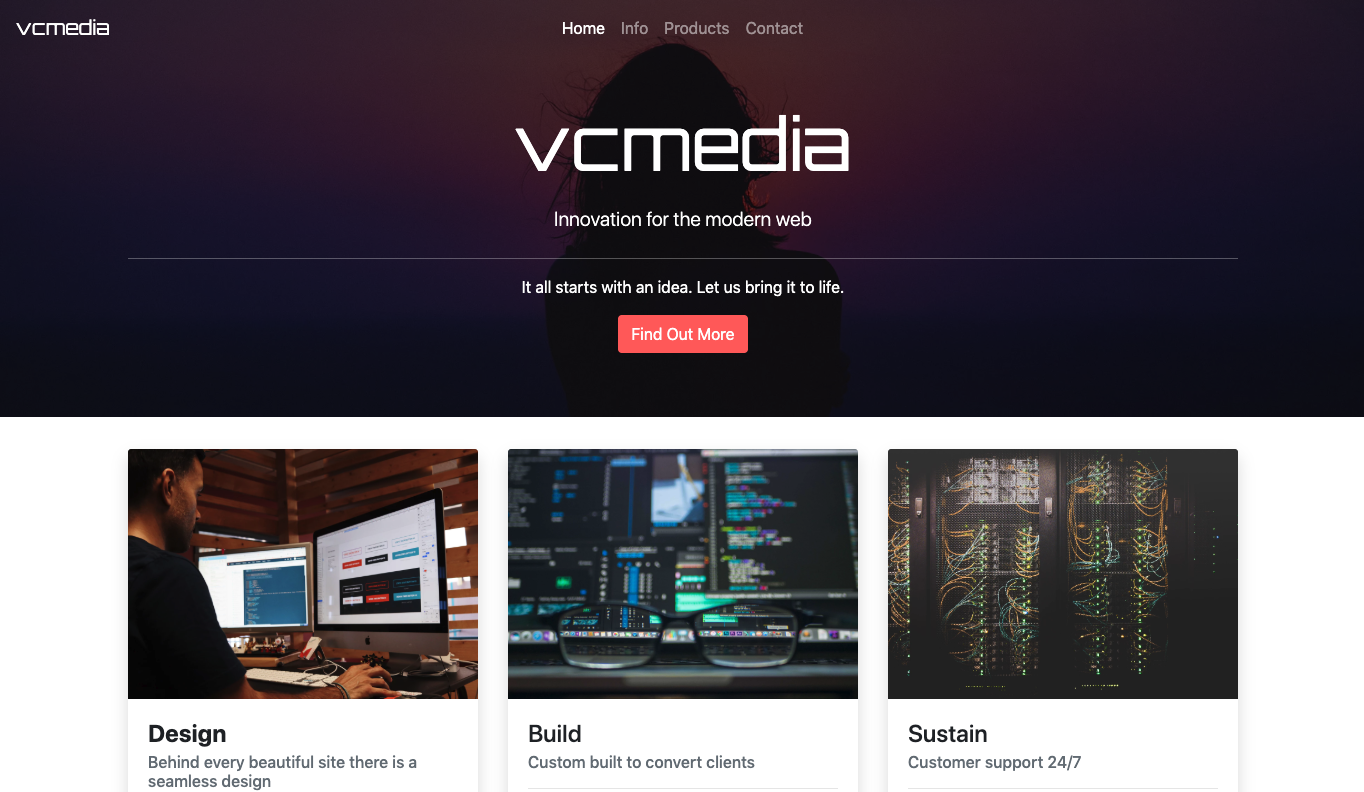 vcmedia
Home Info Products Contact
vcmedia
Innovation for the modern web
It all starts with an idea. Let us bring it to life.
Find Out More
Design
Behind every beautiful site there is a
seamless design
Build
Custom built to convert clients
Sustain
Customer support 24/7